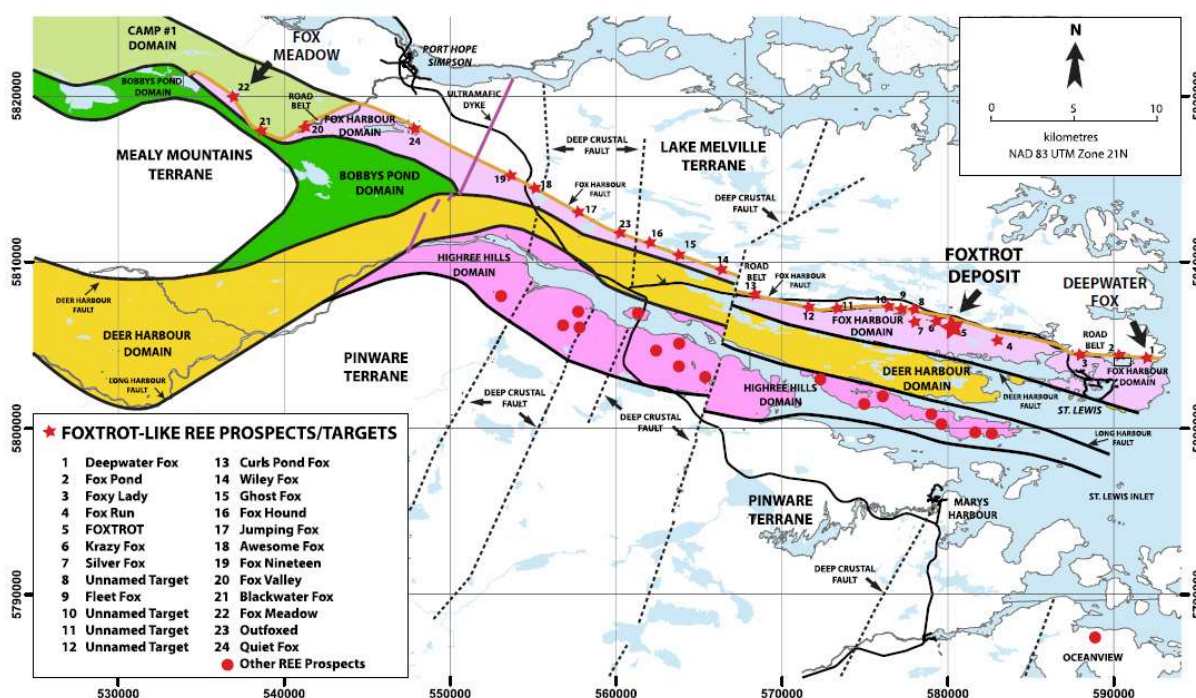 CAMP #1
DOMAIN
FOX
MEADOW
PORT HOPE
SIMPSON
BOBBYS POND
DOMAIN
22
ROAD
BELT
ULTRAMAFIC
DYKE
N
0 5 10
kilometres
NAD 83 UTM Zone 21N
21
20
FOX HARBOUR
DOMAIN
24
DEEP CRUSTAL
FAULT
LAKE MELVILLE
TERRANE
MEALY MOUNTAINS
TERRANE
BOBBYS POND
DOMAIN
19
18
FOX HARBOUR
FAULT
17
DEEP CRUSTAL
FAULT
23
16
15
14
HIGHREE HILLS
DOMAIN
ROAD
BELT
13
FOX HARBOUR
FAULT
FOXTROT
DEPOSIT
DEEPWATER
FOX
DEER HARBOUR
FAULT
12
11
10
9
8
FOX HARBOUR
DOMAIN
7
6
5
4
ROAD
BELT
3
2
1
FOX HARBOUR
DOMAIN
DEER HARBOUR
DOMAIN
PINWARE
TERRANE
LONG HARBOUR
FAULT
DEER HARBOUR
DOMAIN
DEER HARBOUR
FAULT
ST. LEWIS
HIGHREE HILLS
DOMAIN
DEEP CRUSTAL
FAULT
DEEP CRUSTAL
FAULT
LONG HARBOUR
FAULT
ST. LEWIS INLET
PINWARE
TERRANE
MARYS
HARBOUR
DEEP CRUSTAL
FAULT
OCEANVIEW
FOXTROT-LIKE REE PROSPECTS/TARGETS
1 Deepwater Fox
2 Fox Pond
3 Foxy Lady
4 Fox Run
5 FOXTROT
6 Krazy Fox
7 Silver Fox
8 Unnamed Target
9 Fleet Fox
10 Unnamed Target
11 Unnamed Target
12 Unnamed Target
13 Curls Pond Fox
14 Wiley Fox
15 Ghost Fox
16 Fox Hound
17 Jumping Fox
18 Awesome Fox
19 Fox Nineteen
20 Fox Valley
21 Blackwater Fox
22 Fox Meadow
23 Outfoxed
24 Quiet Fox
Other REE Prospects
5820000
5810000
5800000
5790000
5820000
5810000
5800000
5790000
530000 540000 550000 560000 570000 580000 590000